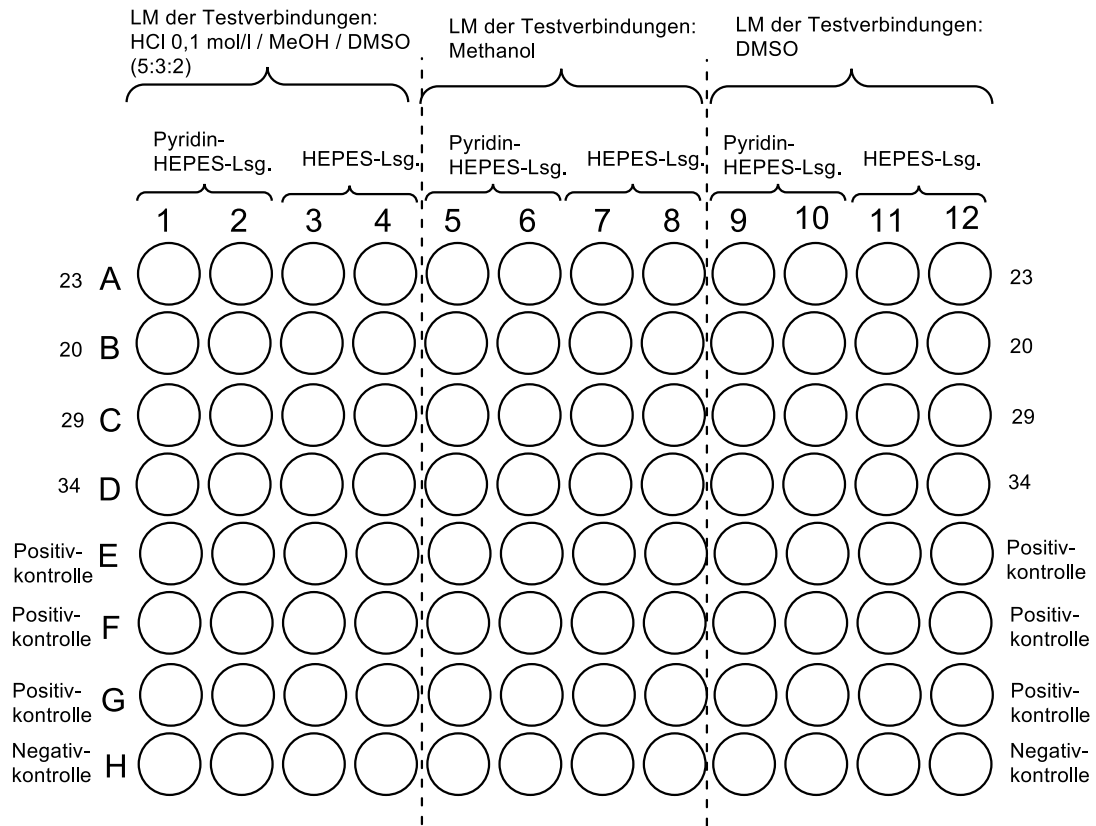 LM der Testverbindungen:
HCl 0,1 mol/l / MeOH / DMSO
(5:3:2)
LM der Testverbindungen:
Methanol
LM der Testverbindungen:
DMSO
Pyridin-
HEPES-Lsg.
HEPES-Lsg.
Pyridin-
HEPES-Lsg.
HEPES-Lsg.
Pyridin-
HEPES-Lsg.
HEPES-Lsg.
1 2 3 4 5 6 7 8 9 10 11 12
23 A 23
20 B 20
29 C 29
34 D 34
Positiv-
kontrolle E Positiv-
kontrolle
Positiv-
kontrolle F Positiv-
kontrolle
Positiv-
kontrolle G Positiv-
kontrolle
Negativ-
kontrolle H Negativ-
kontrolle